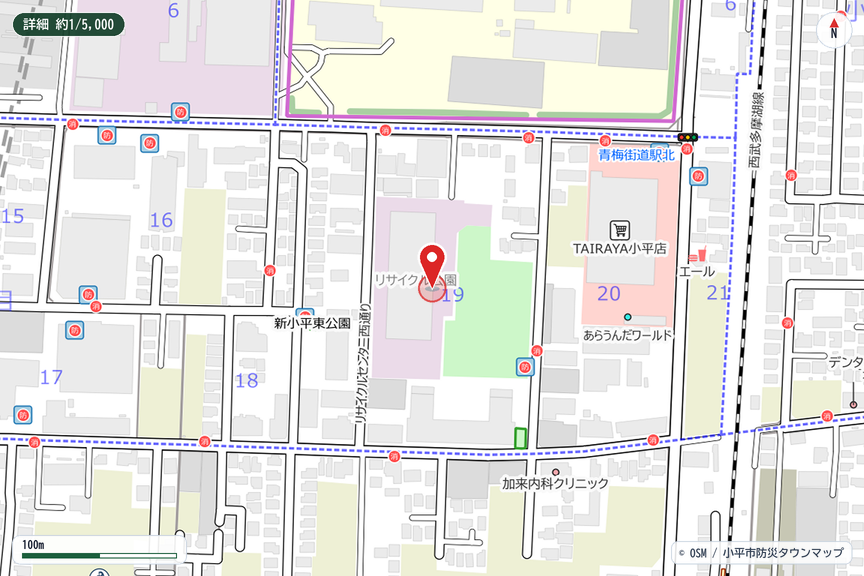 詳細 約1/5,000
6
6
N
西武多摩湖線
青梅街道駅北
15
16
TAIRAYA小平店
エール
リサイクル公園
19
20
21
新小平東公園
あらうんだワールド
リサイクルセンター西通り
17
18
デンタ
加来内科クリニック
100m
© OSM / 小平市防災タウンマップ